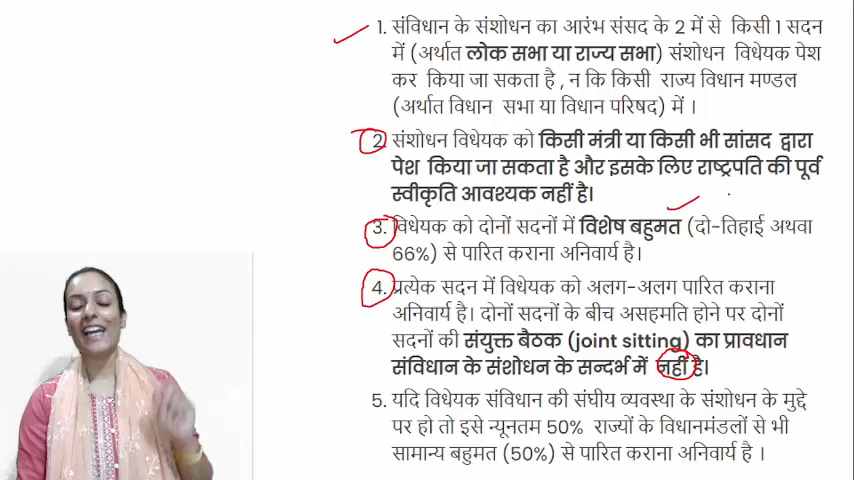 1. संविधान के संशोधन का आरंभ संसद के 2 में से किसी 1 सदन
में (अर्थात लोक सभा या राज्य सभा) संशोधन विधेयक पेश
कर किया जा सकता है , न कि किसी राज्य विधान मण्डल
(अर्थात विधान सभा या विधान परिषद) में ।
2. संशोधन विधेयक को किसी मंत्री या किसी भी सांसद द्वारा
पेश किया जा सकता है और इसके लिए राष्ट्रपति की पूर्व
स्वीकृति आवश्यक नहीं है।
3. विधेयक को दोनों सदनों में विशेष बहुमत (दो-तिहाई अथवा
66%) से पारित कराना अनिवार्य है।
4. प्रत्येक सदन में विधेयक को अलग-अलग पारित कराना
अनिवार्य है। दोनों सदनों के बीच असहमति होने पर दोनों
सदनों की संयुक्त बैठक (joint sitting) का प्रावधान
संविधान के संशोधन के सन्दर्भ में नहीं है।
5. यदि विधेयक संविधान की संघीय व्यवस्था के संशोधन के मुद्दे
पर हो तो इसे न्यूनतम 50% राज्यों के विधानमंडलों से भी
सामान्य बहुमत (50%) से पारित कराना अनिवार्य है ।